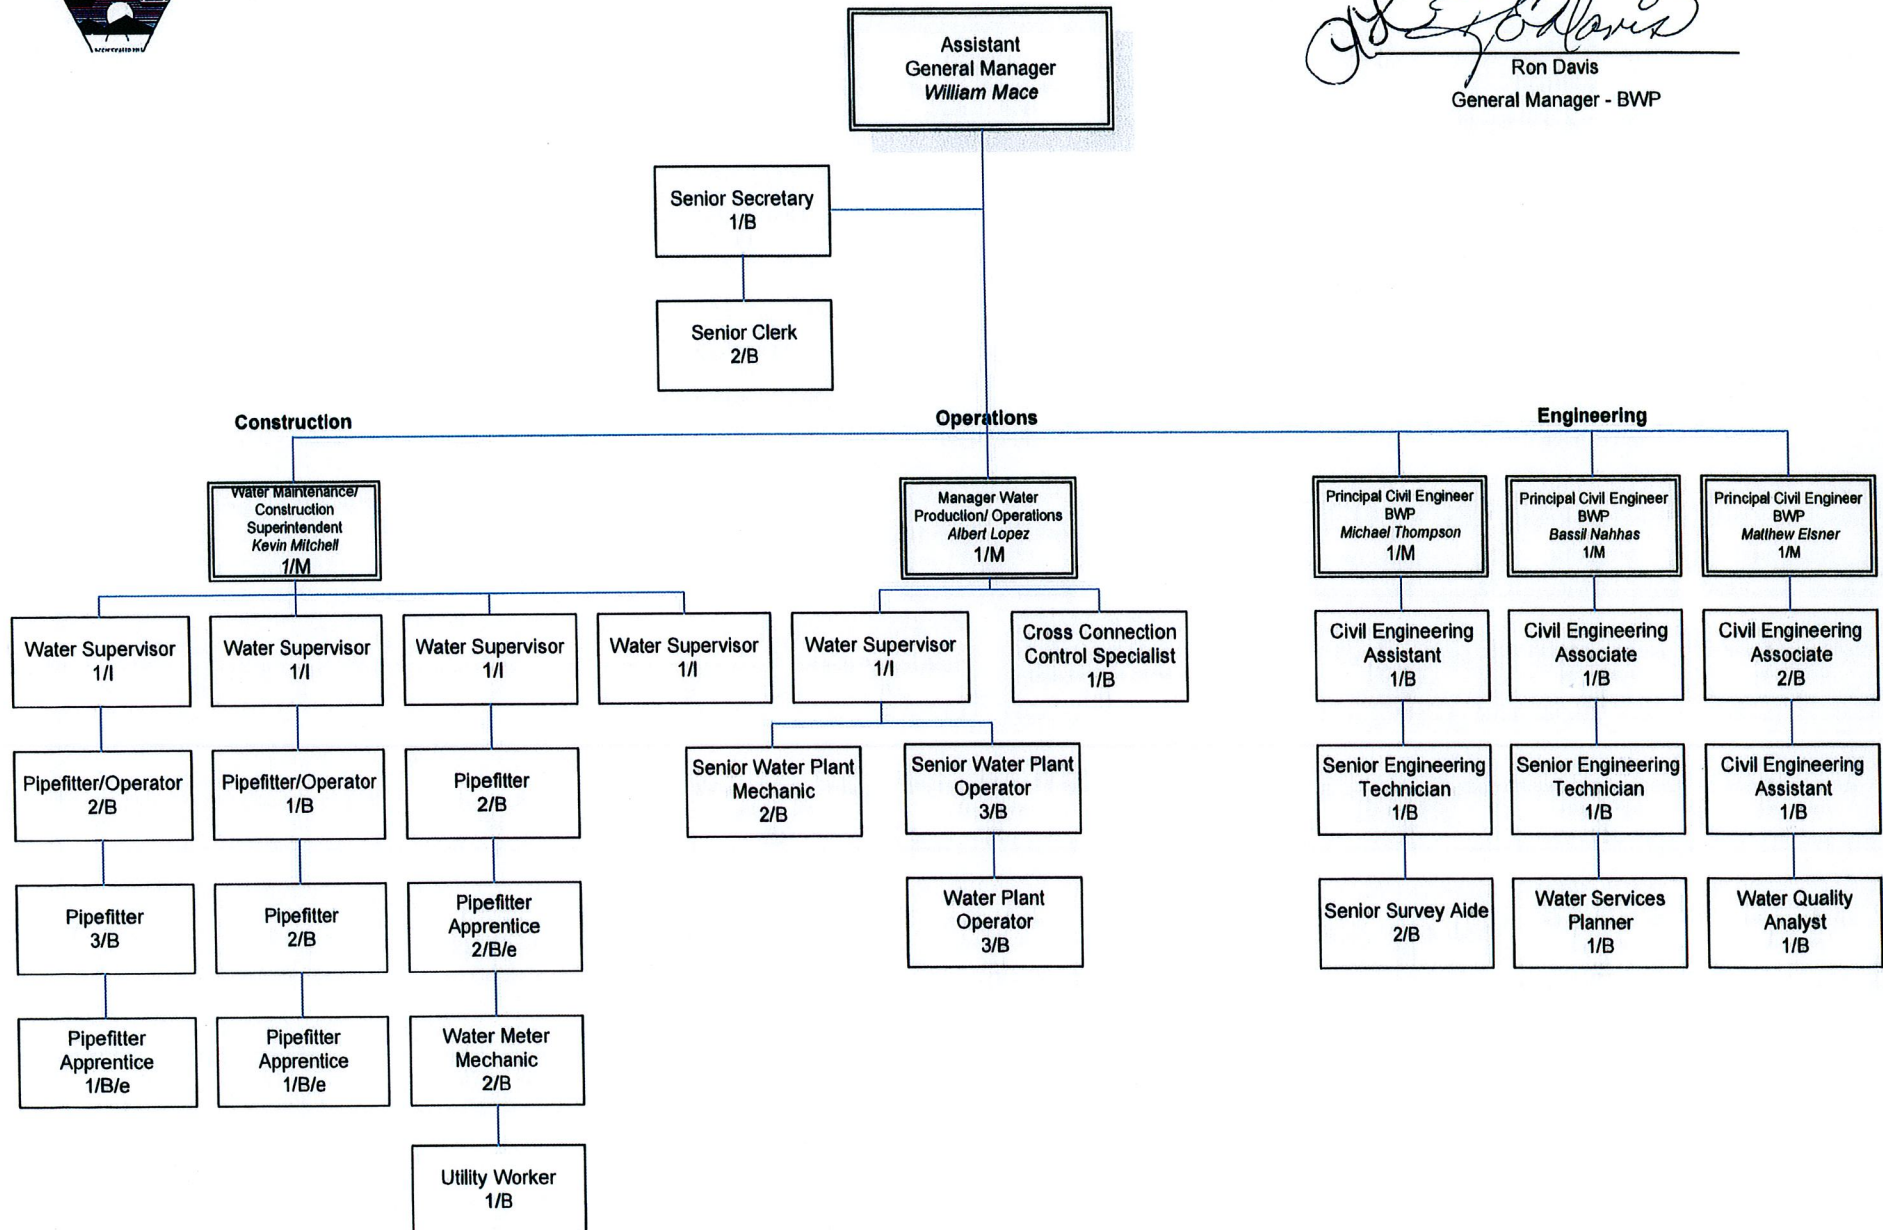 Assistant
General Manager
William Mace
Ron Davis
General Manager - BWP
Senior Secretary
1/B
Senior Clerk
2/B
Construction
Operations
Engineering
Water Maintenance/
Construction
Superintendent
Kevin Mitchell
1/M
Manager Water
Production/ Operations
Albert Lopez
1/M
Principal Civil Engineer
BWP
Michael Thompson
1/M
Principal Civil Engineer
BWP
Bassil Nahhas
1/M
Principal Civil Engineer
BWP
Matthew Elsner
1/M
Water Supervisor
1/I
Water Supervisor
1/I
Water Supervisor
1/I
Water Supervisor
1/I
Water Supervisor
1/I
Cross Connection
Control Specialist
1/B
Civil Engineering
Assistant
1/B
Civil Engineering
Associate
1/B
Civil Engineering
Associate
2/B
Pipefitter/Operator
2/B
Pipefitter/Operator
1/B
Pipefitter
2/B
Senior Water Plant
Mechanic
2/B
Senior Water Plant
Operator
3/B
Senior Engineering
Technician
1/B
Senior Engineering
Technician
1/B
Civil Engineering
Assistant
1/B
Pipefitter
3/B
Pipefitter
2/B
Pipefitter
Apprentice
2/B/e
Water Plant
Operator
3/B
Senior Survey Aide
2/B
Water Services
Planner
1/B
Water Quality
Analyst
1/B
Pipefitter
Apprentice
1/B/e
Pipefitter
Apprentice
1/B/e
Water Meter
Mechanic
2/B
Utility Worker
1/B